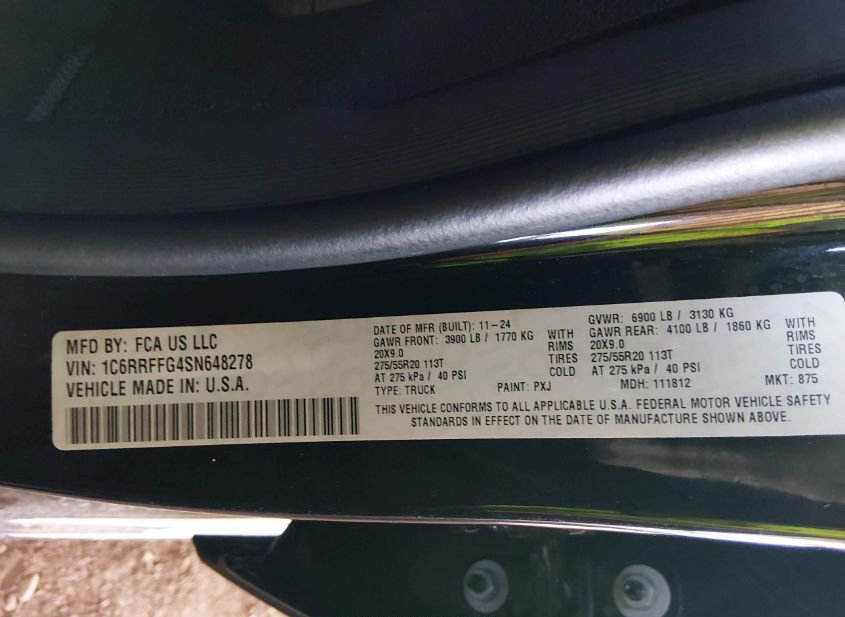 MFD BY: FCA US LLC
VIN: 1C6RRFFG4SN648278
VEHICLE MADE IN: U.S.A.
DATE OF MFR (BUILT): 11-24
GAWR FRONT: 3900 LB / 1770 KG WITH
20X9.0 RIMS
275/55R20 113T TIRES
AT 275 kPa / 40 PSI COLD
TYPE: TRUCK PAINT: PXJ
GVWR: 6900 LB / 3130 KG
GAWR REAR: 4100 LB / 1860 KG WITH
20X9.0 RIMS
275/55R20 113T TIRES
AT 275 kPa / 40 PSI COLD
MDH: 111812 MKT: 875
THIS VEHICLE CONFORMS TO ALL APPLICABLE U.S.A. FEDERAL MOTOR VEHICLE SAFETY
STANDARDS IN EFFECT ON THE DATE OF MANUFACTURE SHOWN ABOVE.